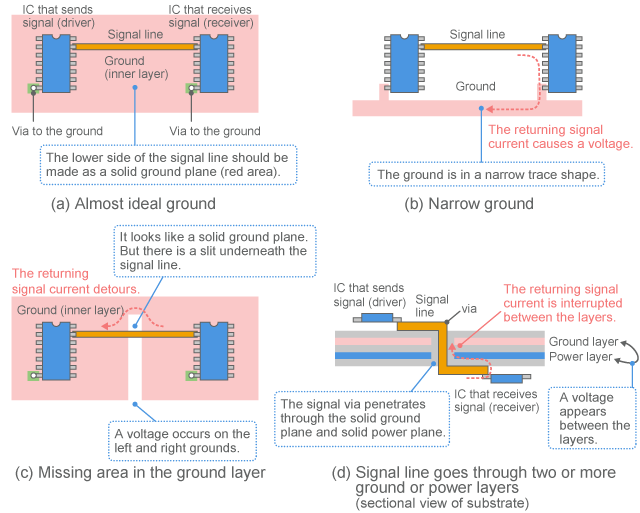 IC that sends
signal (driver)
IC that receives
signal (receiver)
Signal line
Ground
(inner layer)
Via to the ground
Via to the ground
The lower side of the signal line should be
made as a solid ground plane (red area).
(a) Almost ideal ground
Signal line
Ground
The returning signal
current causes a voltage.
The ground is in a narrow trace shape.
(b) Narrow ground
It looks like a solid ground plane.
But there is a slit underneath the
signal line.
The returning
signal current detours.
Ground (inner layer)
A voltage occurs on the
left and right grounds.
(c) Missing area in the ground layer
IC that sends
signal (driver)
Signal
line
via
The returning signal
current is interrupted
between the layers.
Ground layer
Power layer
The signal via penetrates
through the solid ground
plane and solid power plane.
IC that receives
signal (receiver)
A voltage
appears
between the
layers.
(d) Signal line goes through two or more
ground or power layers
(sectional view of substrate)